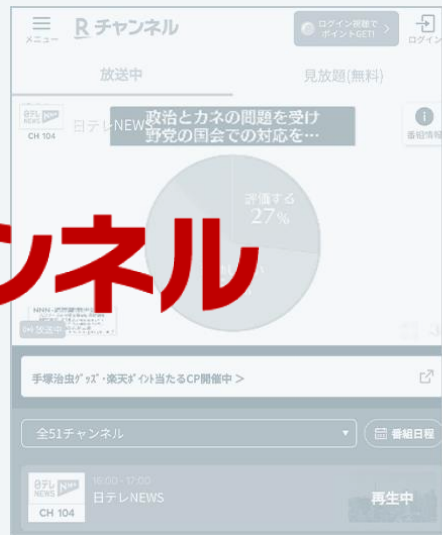 メニュー
R チャンネル
ログイン視聴で
ポイントGET!
ログイン
放送中
見放題(無料)
日テレ
NEWS
CH 104
日テレNEWS
政治とカネの問題を受け
野党の国会での対応を…
番組情報
評価する
27%
ンネル
放送中
手塚治虫グッズ・楽天ポイント当たるCP開催中 >
全51チャンネル
番組日程
日テレ
NEWS
CH 104
16:00 - 17:00
日テレNEWS
再生中